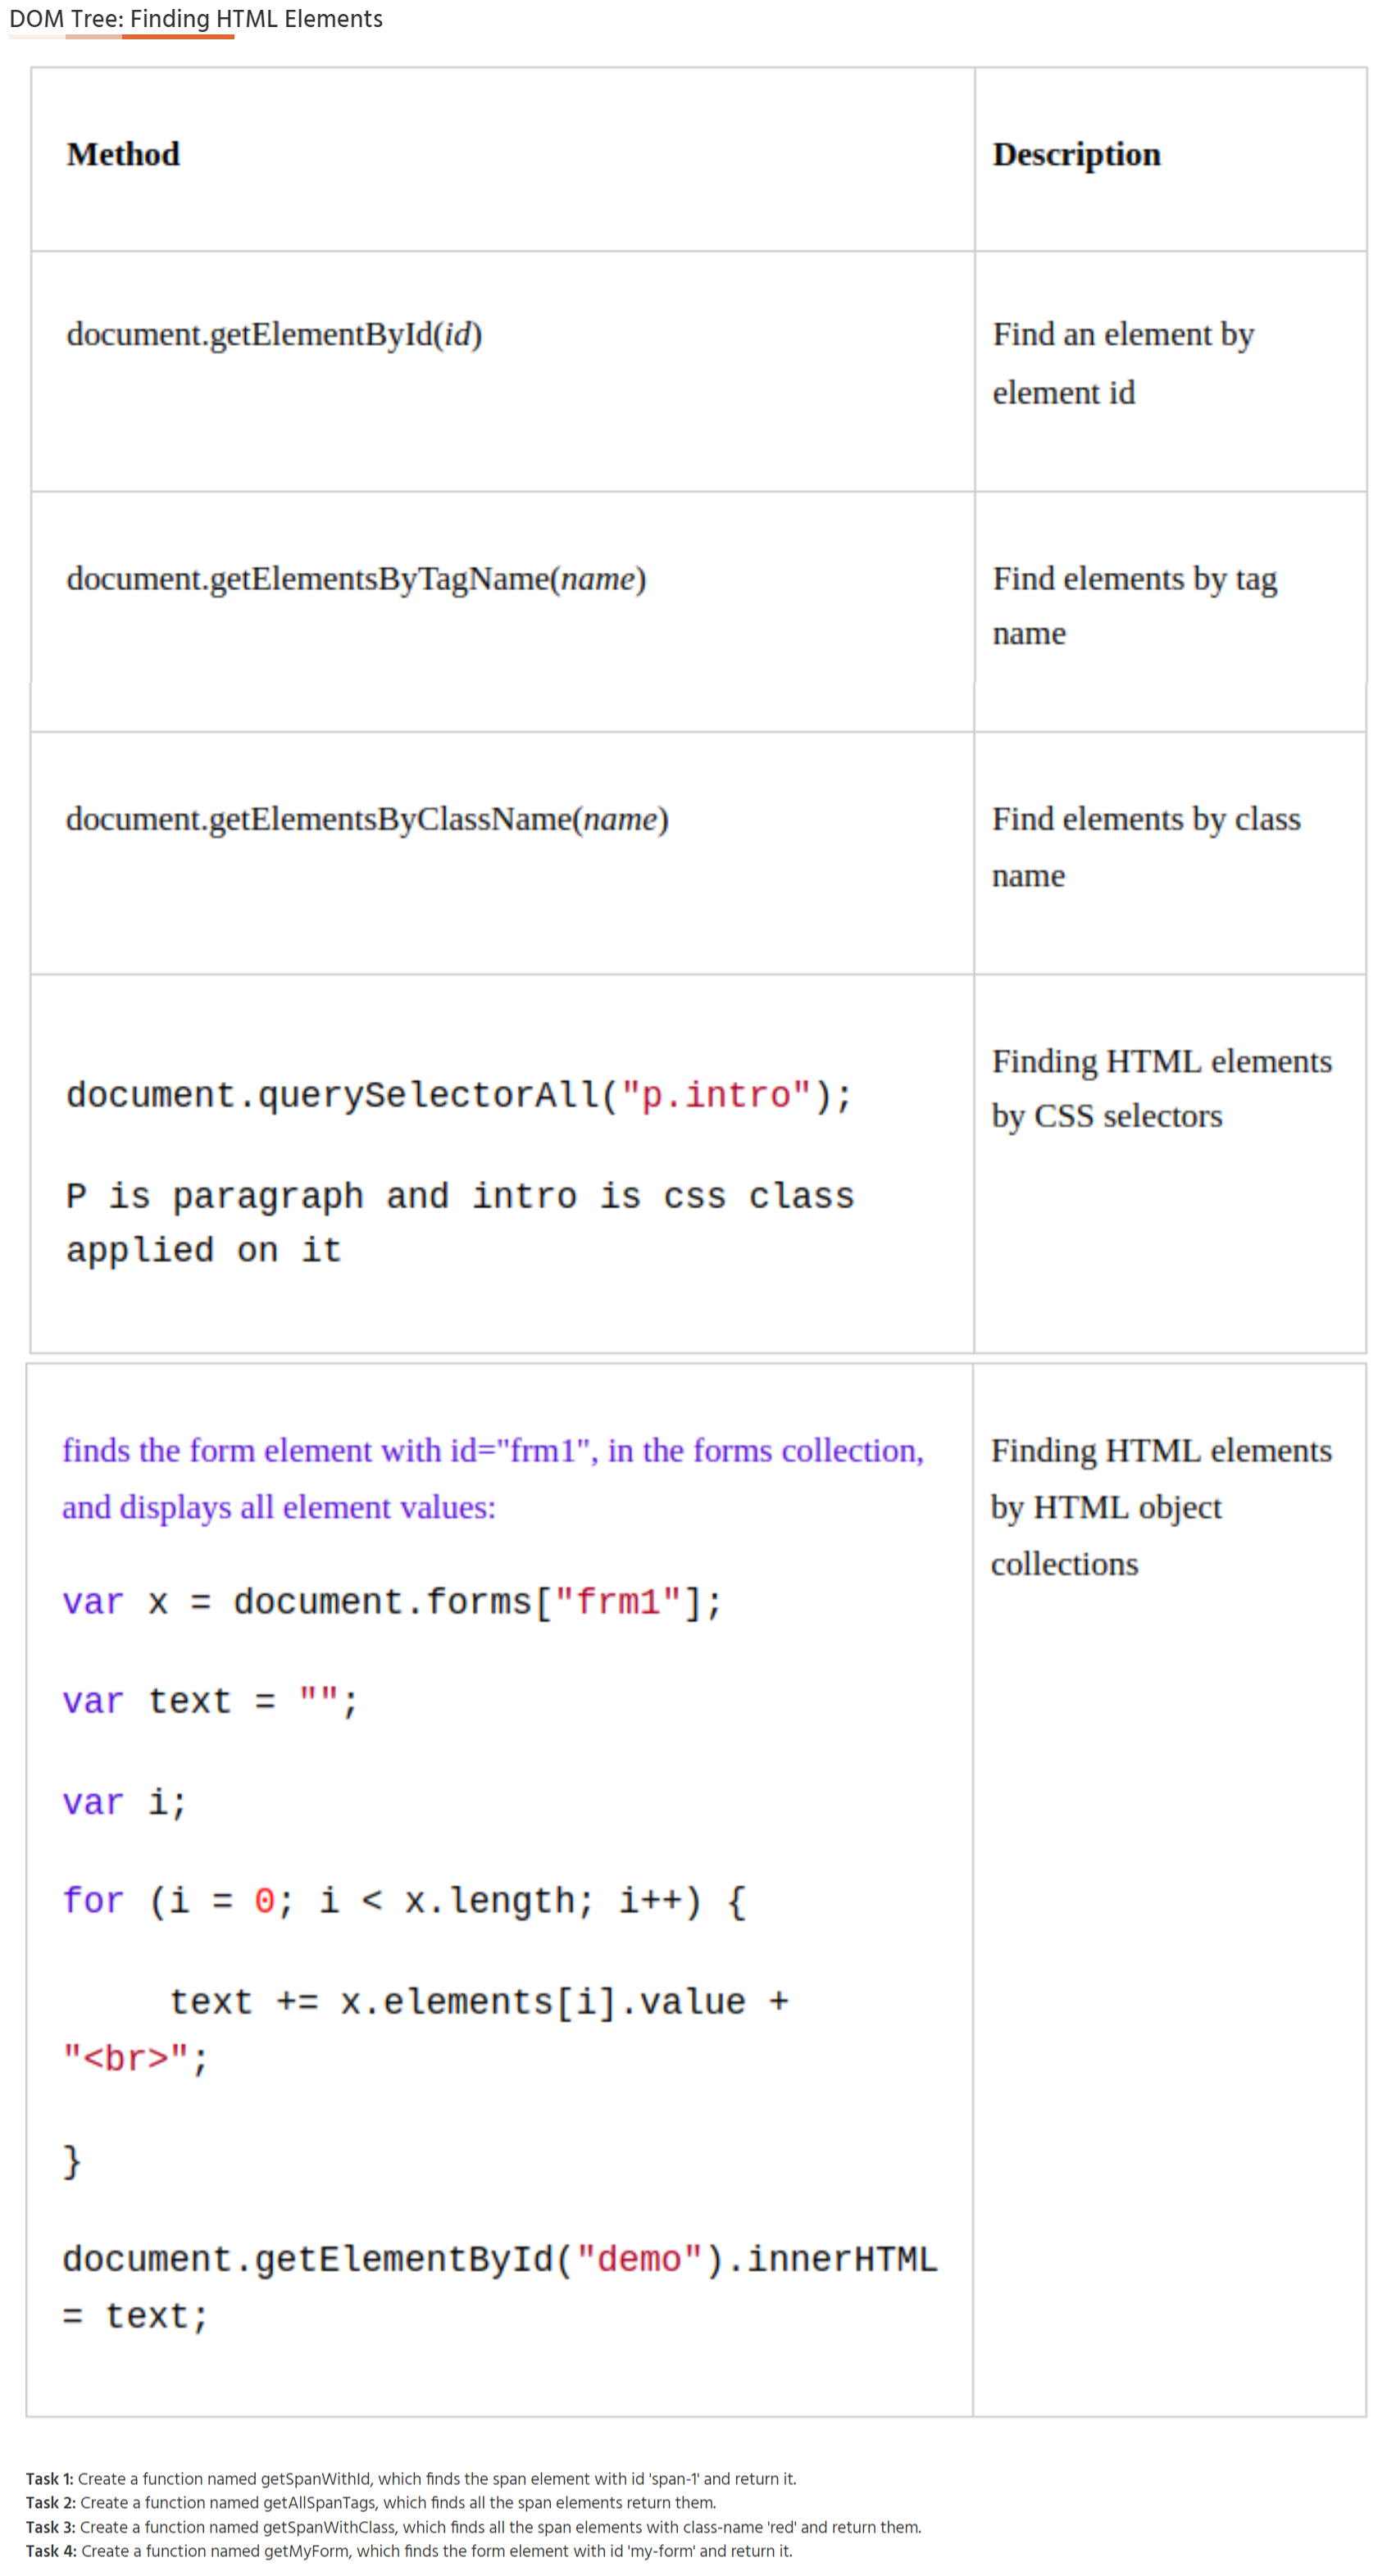 DOM Tree: Finding HTML Elements
Method
Description
document.getElementById(id)
Find an element by
element id
document.getElementsByTagName(name)
Find elements by tag
name
document.getElementsByClassName(name)
Find elements by class
name
document.querySelectorAll("p.intro");
P is paragraph and intro is css class
applied on it
Finding HTML elements
by CSS selectors
finds the form element with id="frm1", in the forms collection,
and displays all element values:
var x = document.forms["frm1"];
var text = "";
var i;
for (i = 0; i < x.length; i++) {
text += x.elements[i].value +
"<br>";
}
document.getElementById("demo").innerHTML
= text;
Finding HTML elements
by HTML object
collections
Task 1: Create a function named getSpanWithId, which finds the span element with id 'span-1' and return it.
Task 2: Create a function named getAllSpanTags, which finds all the span elements return them.
Task 3: Create a function named getSpanWithClass, which finds all the span elements with class-name 'red' and return them.
Task 4: Create a function named getMyForm, which finds the form element with id 'my-form' and return it.